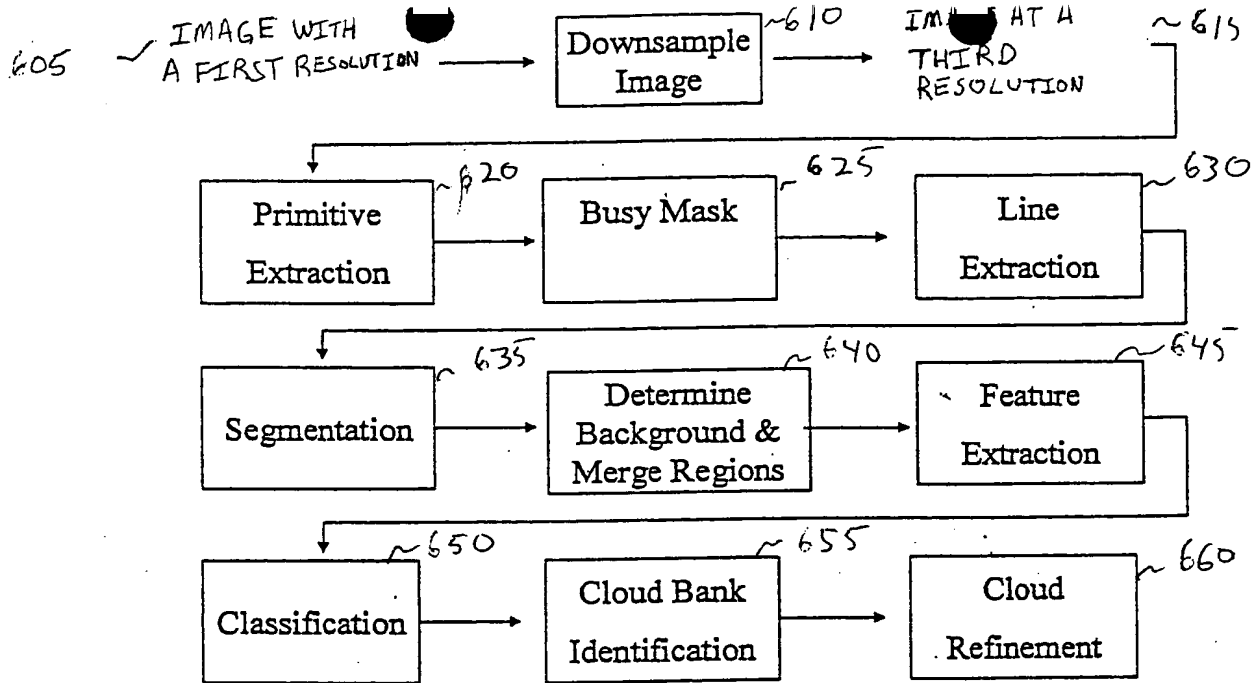 605
IMAGE WITH
A FIRST RESOLUTION
Downsample
Image
610
AT A
THIRD
RESOLUTION
615
Primitive
Extraction
620
Busy Mask
625
Line
Extraction
630
Segmentation
635
Determine
Background &
Merge Regions
640
Feature
Extraction
645
Classification
650
Cloud Bank
Identification
655
Cloud
Refinement
660